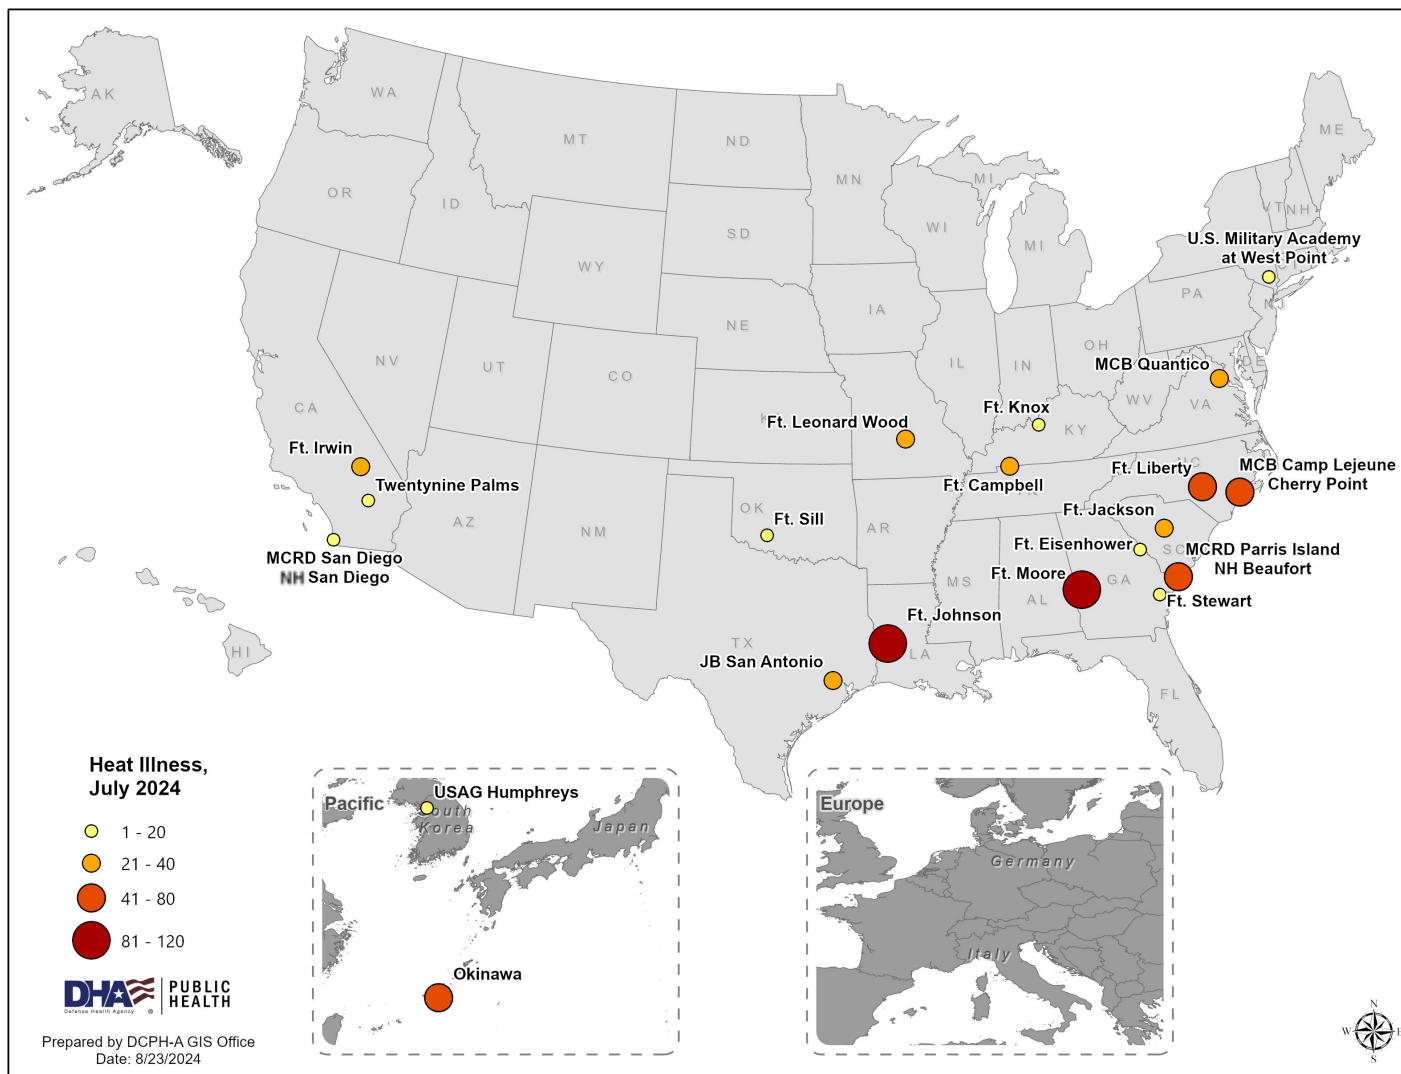 AK
WA
MT
ND
MN
ME
OR
ID
WY
SD
WI
MI
MI
VT
NH
U.S. Military Academy
at West Point
CT
NV
UT
CO
NE
IA
IL
IN
OH
PA
NJ
DE
MCB Quantico
WV
VA
CA
Ft. Irwin
Twentynine Palms
MCRD San Diego
NH San Diego
AZ
NM
OK
Ft. Sill
Ft. Leonard Wood
Ft. Knox
KY
Ft. Campbell
AR
NC
Ft. Liberty
MCB Camp Lejeune
Cherry Point
Ft. Jackson
SC
Ft. Eisenhower
MCRD Parris Island
NH Beaufort
Ft. Moore
GA
MS
AL
Ft. Stewart
Ft. Johnson
LA
TX
JB San Antonio
FL
HI
Heat Illness,
July 2024
1 - 20
21 - 40
41 - 80
81 - 120
DHA
Defense Health Agency
®
PUBLIC
HEALTH
Prepared by DCPH-A GIS Office
Date: 8/23/2024
Pacific
USAG Humphreys
South
Korea
Japan
Okinawa
Europe
Germany
Italy
N
W
E
S